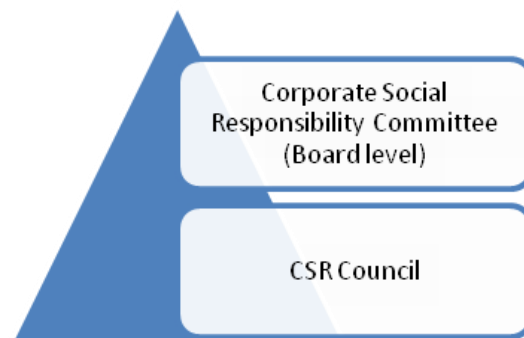 Corporate Social
Responsibility Committee
(Board level)
CSR Council